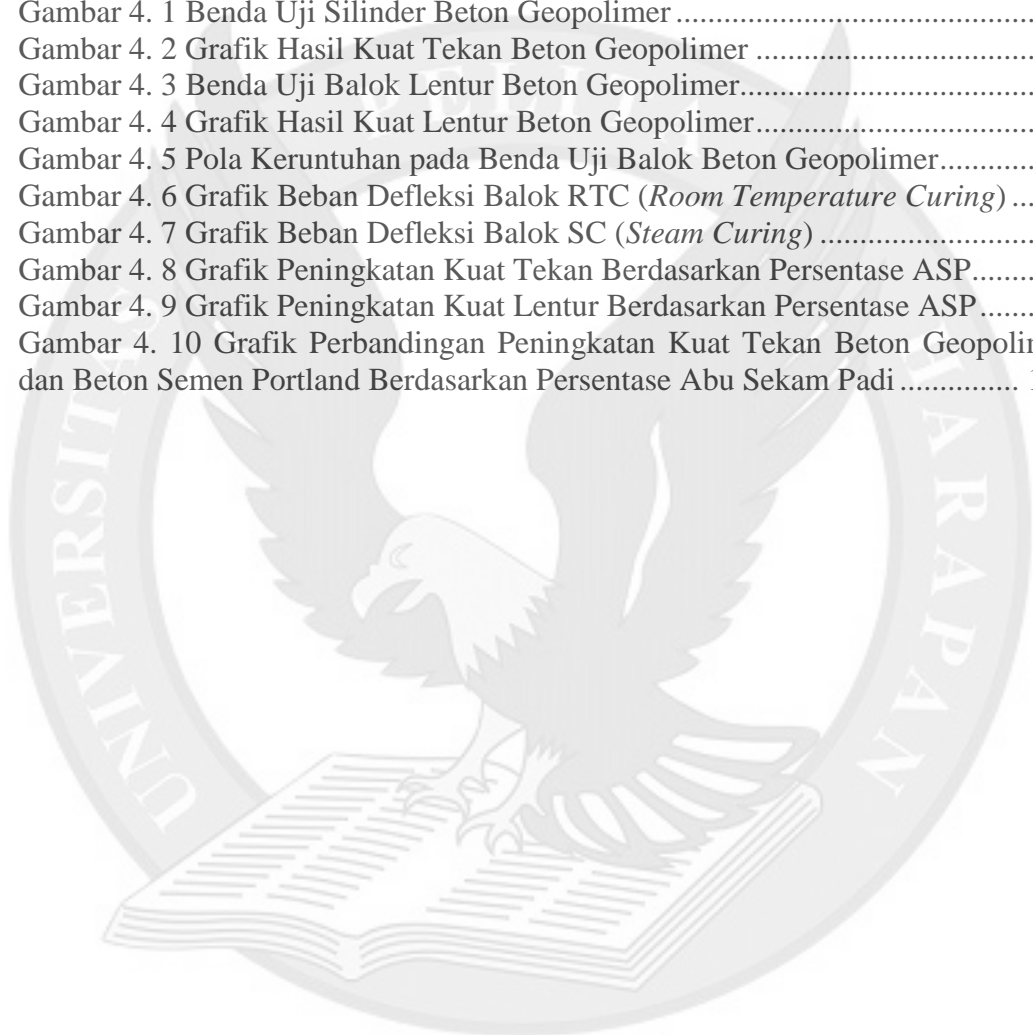 Gambar 4. 1 Benda Uji Silinder Beton Geopolimer .......................................
Gambar 4. 2 Grafik Hasil Kuat Tekan Beton Geopolimer ...................................
Gambar 4. 3 Benda Uji Balok Lentur Beton Geopolimer.....................................
Gambar 4. 4 Grafik Hasil Kuat Lentur Beton Geopolimer...................................
Gambar 4. 5 Pola Keruntuhan pada Benda Uji Balok Beton Geopolimer............
Gambar 4. 6 Grafik Beban Defleksi Balok RTC (Room Temperature Curing) ...
Gambar 4. 7 Grafik Beban Defleksi Balok SC (Steam Curing) ...........................
Gambar 4. 8 Grafik Peningkatan Kuat Tekan Berdasarkan Persentase ASP........
Gambar 4. 9 Grafik Peningkatan Kuat Lentur Berdasarkan Persentase ASP .......
Gambar 4. 10 Grafik Perbandingan Peningkatan Kuat Tekan Beton
dan Beton Semen Portland Berdasarkan Persentase Abu Sekam Padi ...............
UNIVERSITAS PELITA HARAPAN